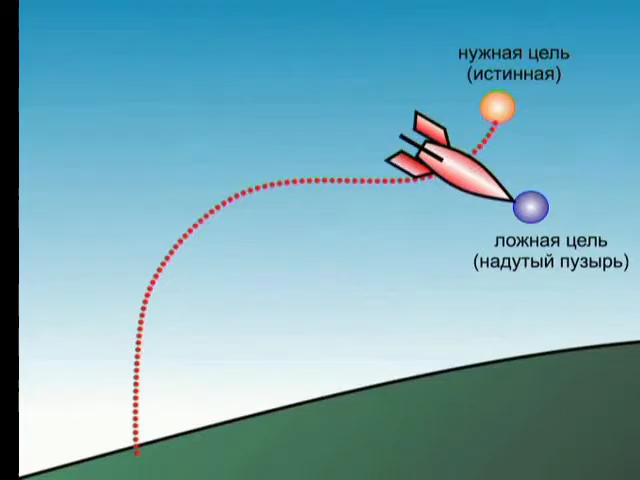 нужная цель
(истинная)
ложная цель
(надутый пузырь)